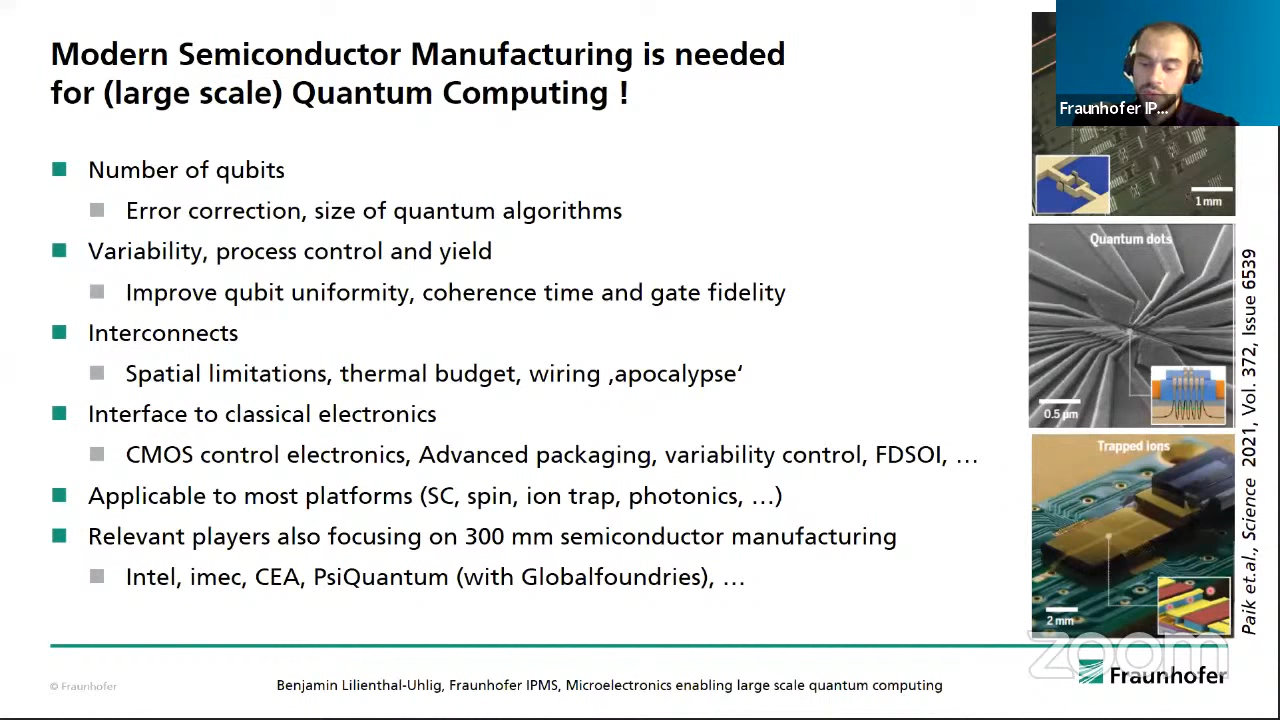 Modern Semiconductor Manufacturing is needed
for (large scale) Quantum Computing !
Number of qubits
Error correction, size of quantum algorithms
Variability, process control and yield
Improve qubit uniformity, coherence time and gate fidelity
Interconnects
Spatial limitations, thermal budget, wiring ‚apocalypse‘
Interface to classical electronics
CMOS control electronics, Advanced packaging, variability control, FDSOI, …
Applicable to most platforms (SC, spin, ion trap, photonics, …)
Relevant players also focusing on 300 mm semiconductor manufacturing
Intel, imec, CEA, PsiQuantum (with Globalfoundries), …
Fraunhofer IP...
1 mm
Quantum dots
0.5 µm
Trapped ions
2 mm
Paik et.al., Science 2021, Vol. 372, Issue 6539
zoom
© Fraunhofer
Benjamin Lilienthal-Uhlig, Fraunhofer IPMS, Microelectronics enabling large scale quantum computing
Fraunhofer